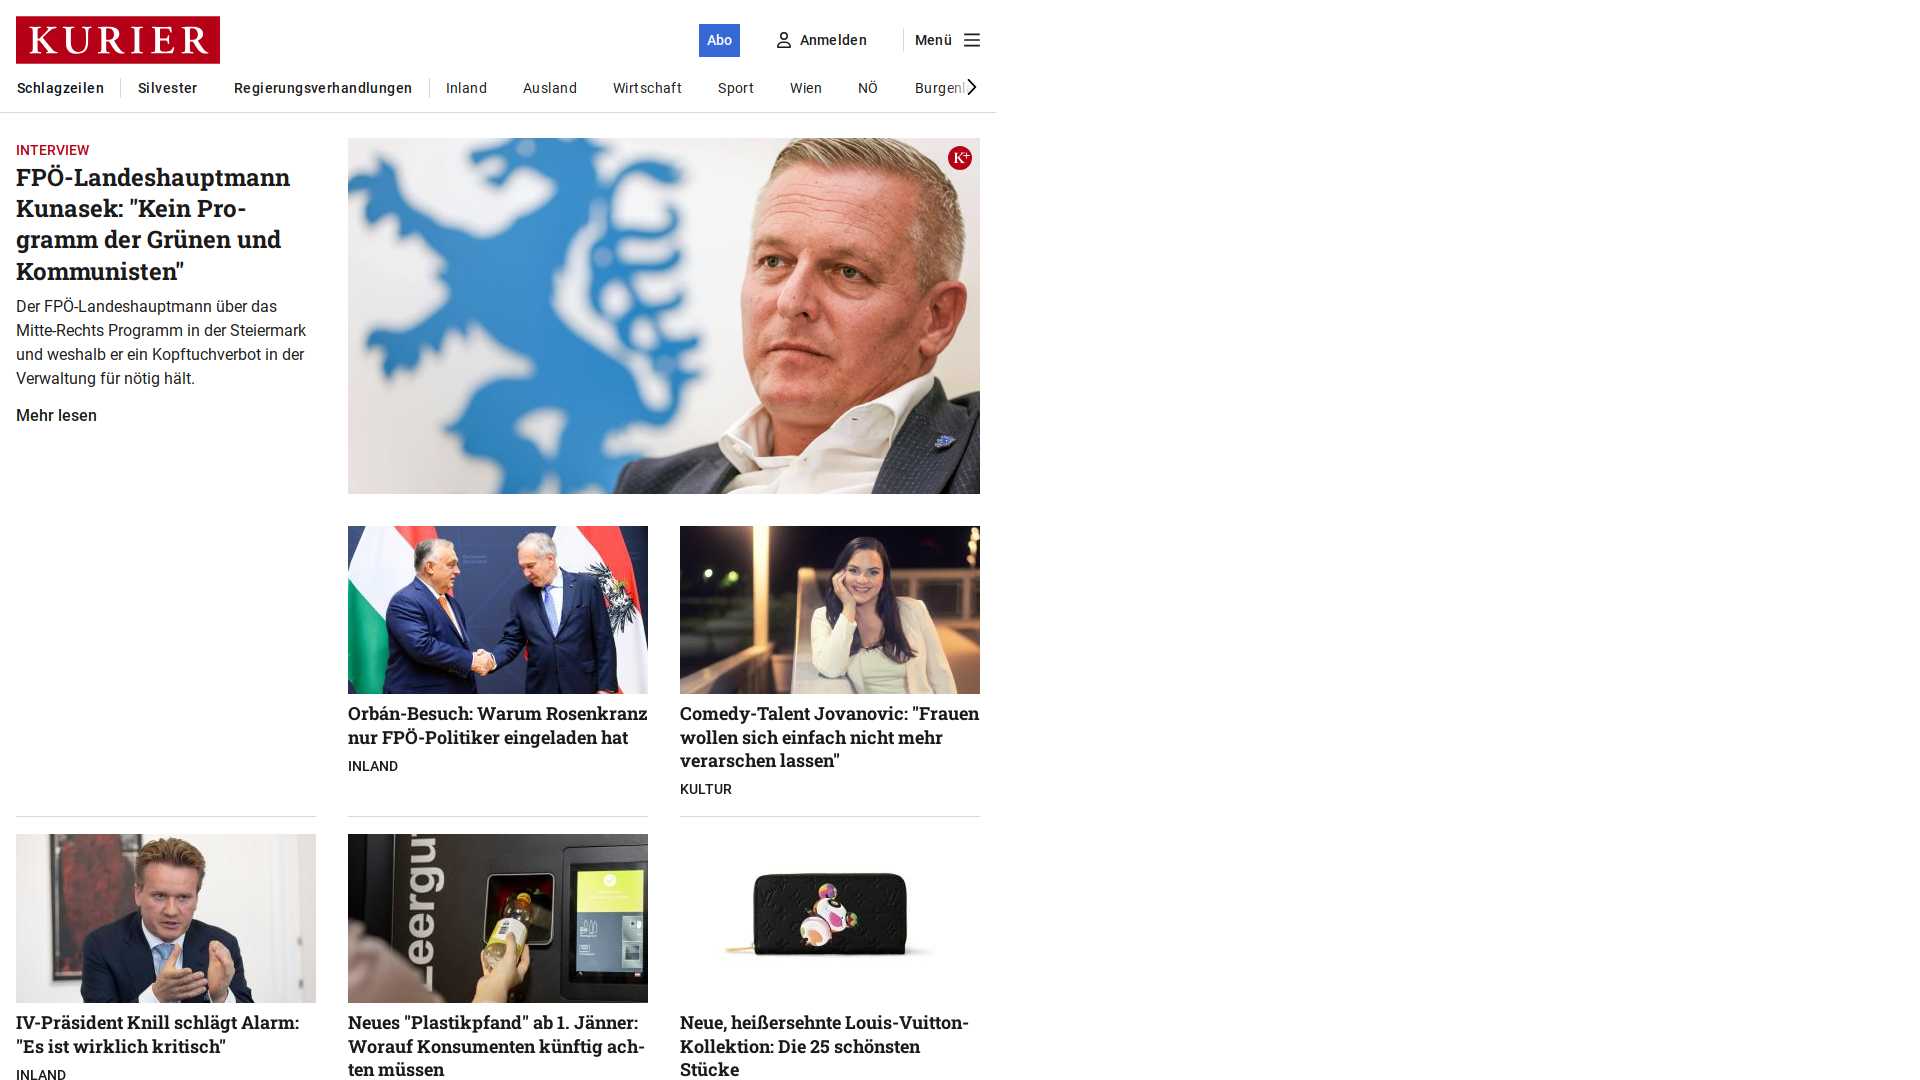 KURIER
Abo
Anmelden
Menü
Schlagzeilen
Silvester
Regierungsverhandlungen
Inland
Ausland
Wirtschaft
Sport
Wien
NÖ
INTERVIEW
FPÖ-Landeshauptmann
Kunasek: "Kein Pro-
gramm der Grünen und
Kommunisten"
Der FPÖ-Landeshauptmann über das
Mitte-Rechts Programm in der Steiermark
und weshalb er ein Kopftuchverbot in der
Verwaltung für nötig hält.
Mehr lesen
K+
Orbán-Besuch: Warum Rosenkranz
nur FPÖ-Politiker eingeladen hat
INLAND
Comedy-Talent Jovanovic: "Frauen
wollen sich einfach nicht mehr
verarschen lassen"
KULTUR
IV-Präsident Knill schlägt Alarm:
"Es ist wirklich kritisch"
INLAND
Leergu
Neues "Plastikpfand" ab 1. Jänner:
Worauf Konsumenten künftig ach-
ten müssen
Neue, heißersehnte Louis-Vuitton-
Kollektion: Die 25 schönsten
Stücke